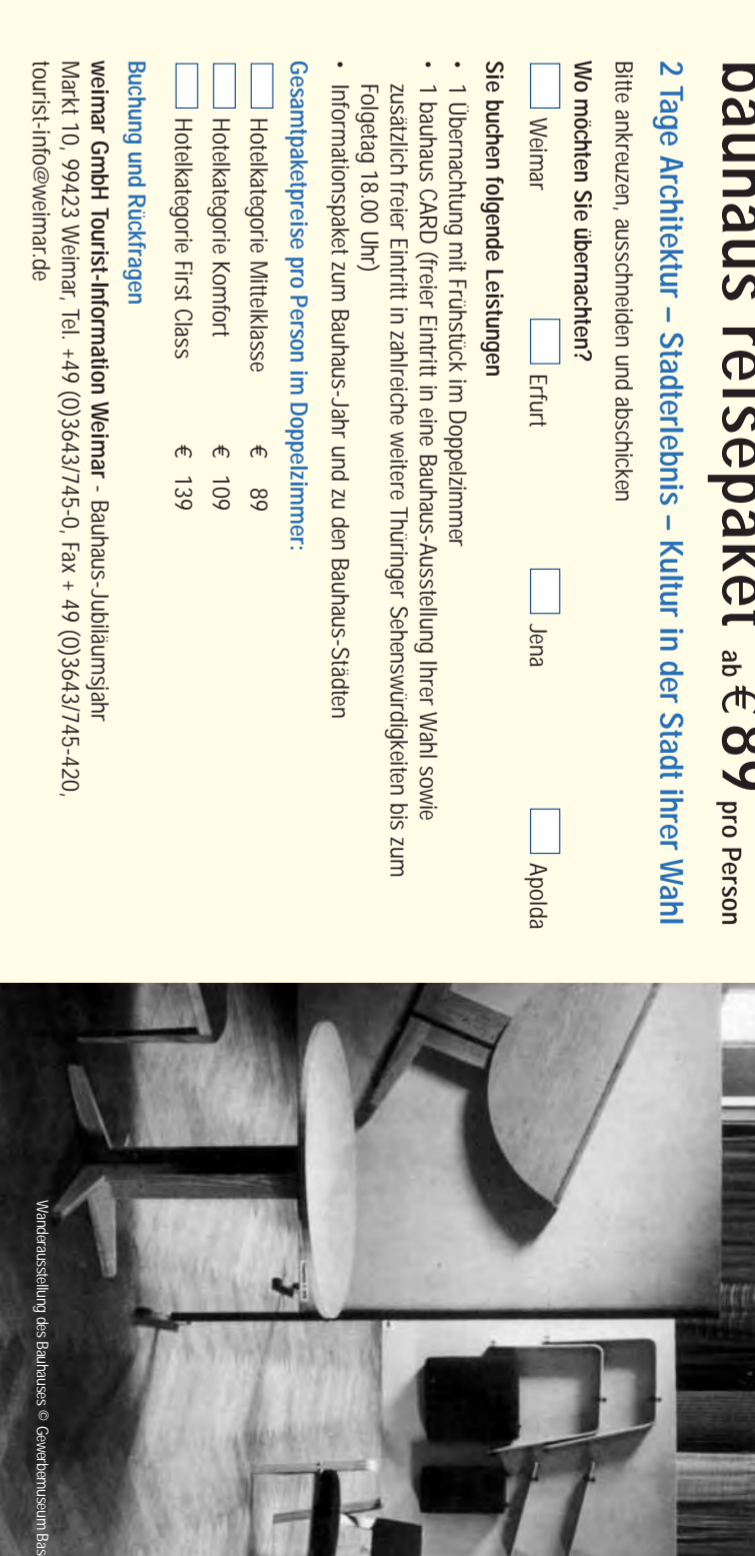 bauhaus reisepaket ab € 89 pro Person
2 Tage Architektur – Stadterlebnis – Kultur in der Stadt ihrer Wahl
Bitte ankreuzen, ausschneiden und abschicken
Wo möchten Sie übernachten?
Weimar Erfurt Jena Apolda
Sie buchen folgende Leistungen
• 1 Übernachtung mit Frühstück im Doppelzimmer
• 1 bauhaus CARD (freier Eintritt in eine Bauhaus-Ausstellung Ihrer Wahl sowie
zusätzlich freier Eintritt in zahlreiche weitere Thüringer Sehenswürdigkeiten bis zum
Folgetag 18.00 Uhr)
• Informationspaket zum Bauhaus-Jahr und zu den Bauhaus-Städten
Gesamtpaketpreise pro Person im Doppelzimmer:
Hotelkategorie Mittelklasse € 89
Hotelkategorie Komfort € 109
Hotelkategorie First Class € 139
Buchung und Rückfragen
weimar GmbH Tourist-Information Weimar - Bauhaus-Jubiläumsjahr
Markt 10, 99423 Weimar, Tel. +49 (0)3643/745-0, Fax + 49 (0)3643/745-420,
tourist-info@weimar.de
Wanderausstellung des Bauhauses © Gewerbemuseum Bas